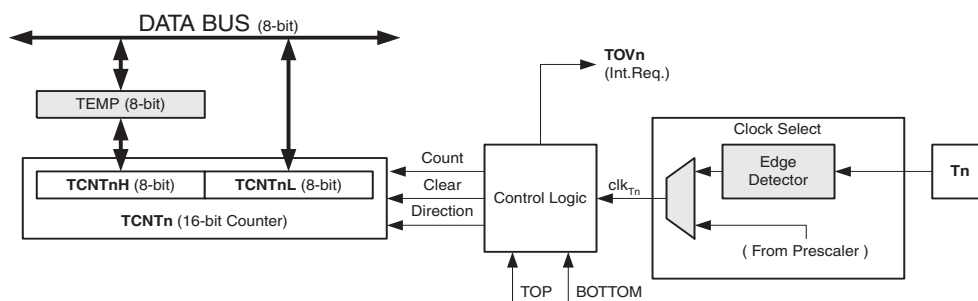 DATA BUS (8-bit)
TOVn
(Int.Req.)
TEMP (8-bit)
Clock Select
Count
Edge
Detector
Tn
TCNTnH (8-bit) TCNTnL (8-bit)
Clear
Control Logic
clkTn
TCNTn (16-bit Counter)
Direction
( From Prescaler )
TOP
BOTTOM